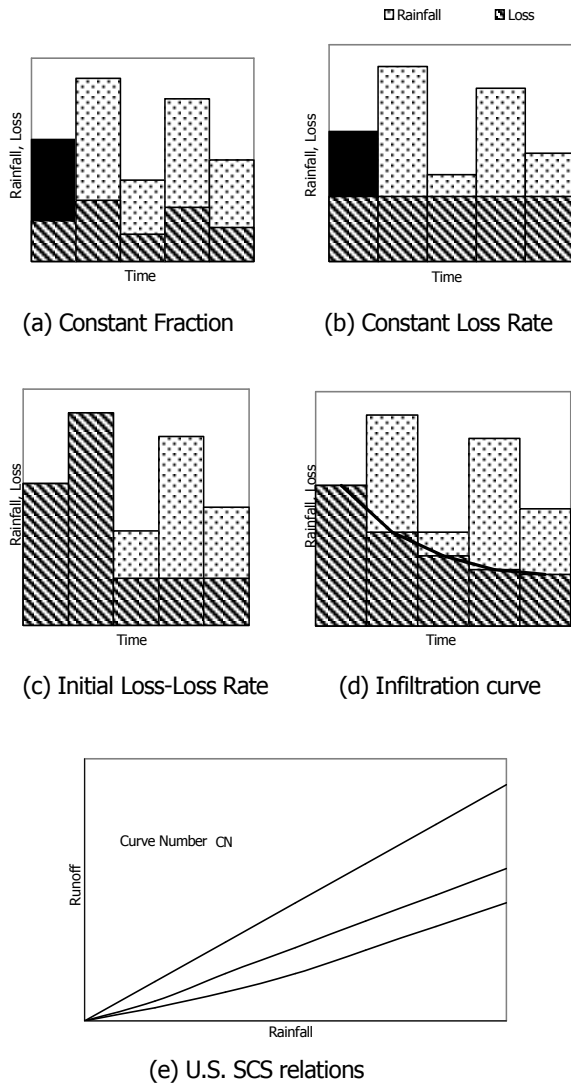 Rainfall Loss
Rainfall, Loss
Time
(a) Constant Fraction
Rainfall, Loss
Time
(b) Constant Loss Rate
Rainfall, Loss
Time
(c) Initial Loss-Loss Rate
Rainfall, Loss
Time
(d) Infiltration curve
Curve Number CN
Runoff
Rainfall
(e) U.S. SCS relations